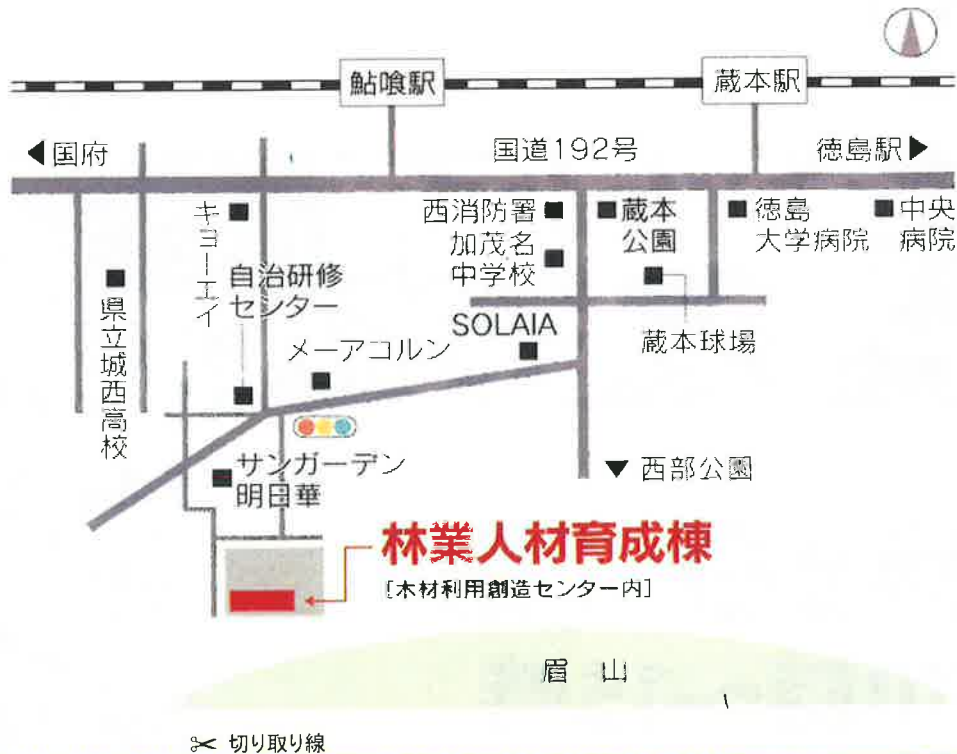 鮎喰駅
蔵本駅
◀国府
国道192号
徳島駅▶
キョーエイ
西消防署
加茂名
中学校
蔵本
公園
徳島
大学病院
中央
病院
自治研修
センター
県立城西高校
SOLAIA
蔵本球場
メーアコルン
サンガーデン
明日華
▼ 西部公園
林業人材育成棟
[木材利用創造センター内]
眉山
✂ 切り取り線